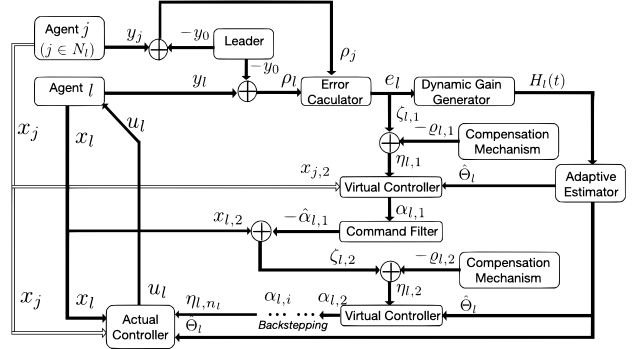 Agent j
(j ∈ N_l)
y_j
−y_0
Leader
−y_0
ρ_j
Agent l
y_l
ρ_l
Error
Caculator
e_l
Dynamic Gain
Generator
H_l(t)
x_j
x_l
u_l
ζ_{l,1}
−ϱ_{l,1}
Compensation
Mechanism
η_{l,1}
x_{j,2}
Virtual Controller
Θ̂_l
Adaptive
Estimator
α_{l,1}
x_{l,2}
−α̂_{l,1}
Command Filter
ζ_{l,2}
−ϱ_{l,2}
Compensation
Mechanism
η_{l,2}
x_j
x_l
u_l
Actual
Controller
η_{l,n_l}
Θ̂_l
α_{l,i}
... ...
Backstepping
α_{l,2}
Virtual Controller
Θ̂_l